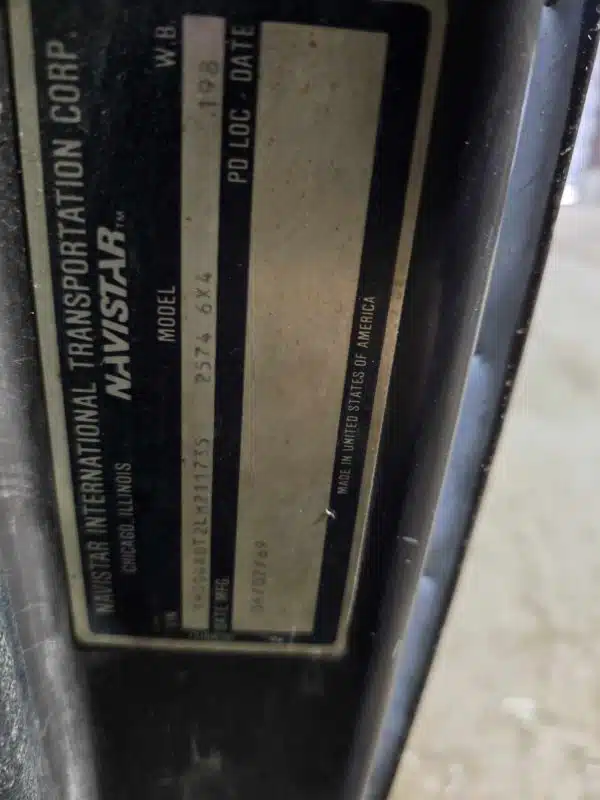 NAVISTAR INTERNATIONAL TRANSPORTATION CORP.
CHICAGO, ILLINOIS NAVISTAR™
MODEL W.B.
2574 6X4 198
DATE MFG. PD LOC - DATE
MADE IN UNITED STATES OF AMERICA